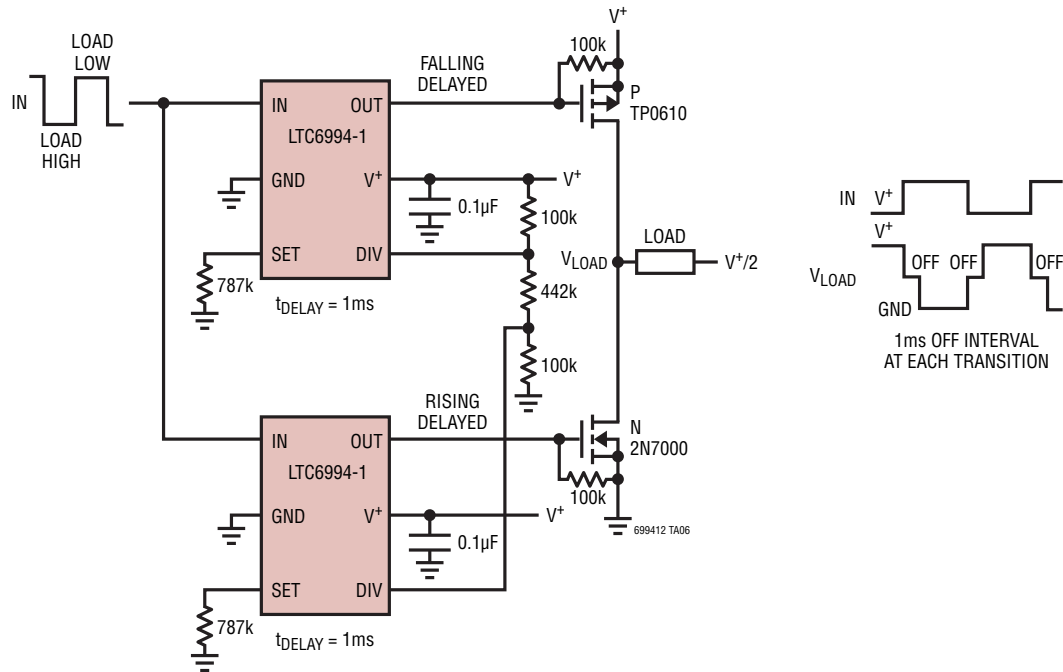 V+
100k
LOAD
LOW
FALLING
DELAYED
P
TP0610
IN
IN
OUT
LTC6994-1
LOAD
HIGH
GND
V+
V+
0.1µF
100k
IN
V+
V+
SET
DIV
VLOAD
LOAD
V+/2
OFF
OFF
OFF
VLOAD
787k
442k
tDELAY = 1ms
GND
1ms OFF INTERVAL
AT EACH TRANSITION
100k
RISING
DELAYED
N
2N7000
IN
OUT
LTC6994-1
100k
GND
V+
V+
699412 TA06
0.1µF
SET
DIV
787k
tDELAY = 1ms